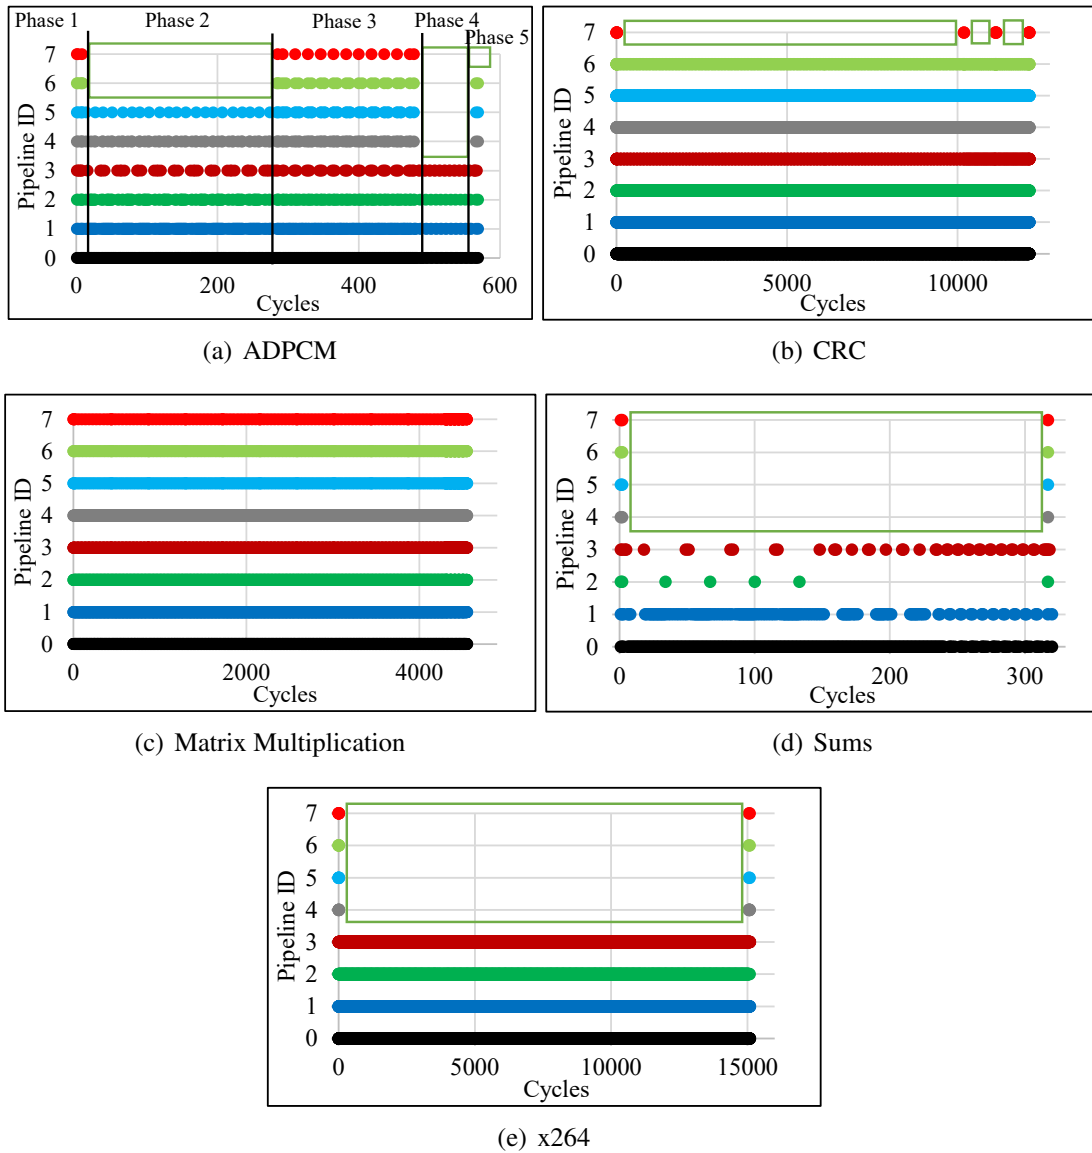 Phase 1 Phase 2 Phase 3 Phase 4
Phase 5
7
6
5
4
3
2
1
0
Pipeline ID
0 200 400 600
Cycles
(a) ADPCM
7
6
5
4
3
2
1
0
Pipeline ID
0 5000 10000
Cycles
(b) CRC
7
6
5
4
3
2
1
0
Pipeline ID
0 2000 4000
Cycles
(c) Matrix Multiplication
7
6
5
4
3
2
1
0
Pipeline ID
0 100 200 300
Cycles
(d) Sums
7
6
5
4
3
2
1
0
Pipeline ID
0 5000 10000 15000
Cycles
(e) x264